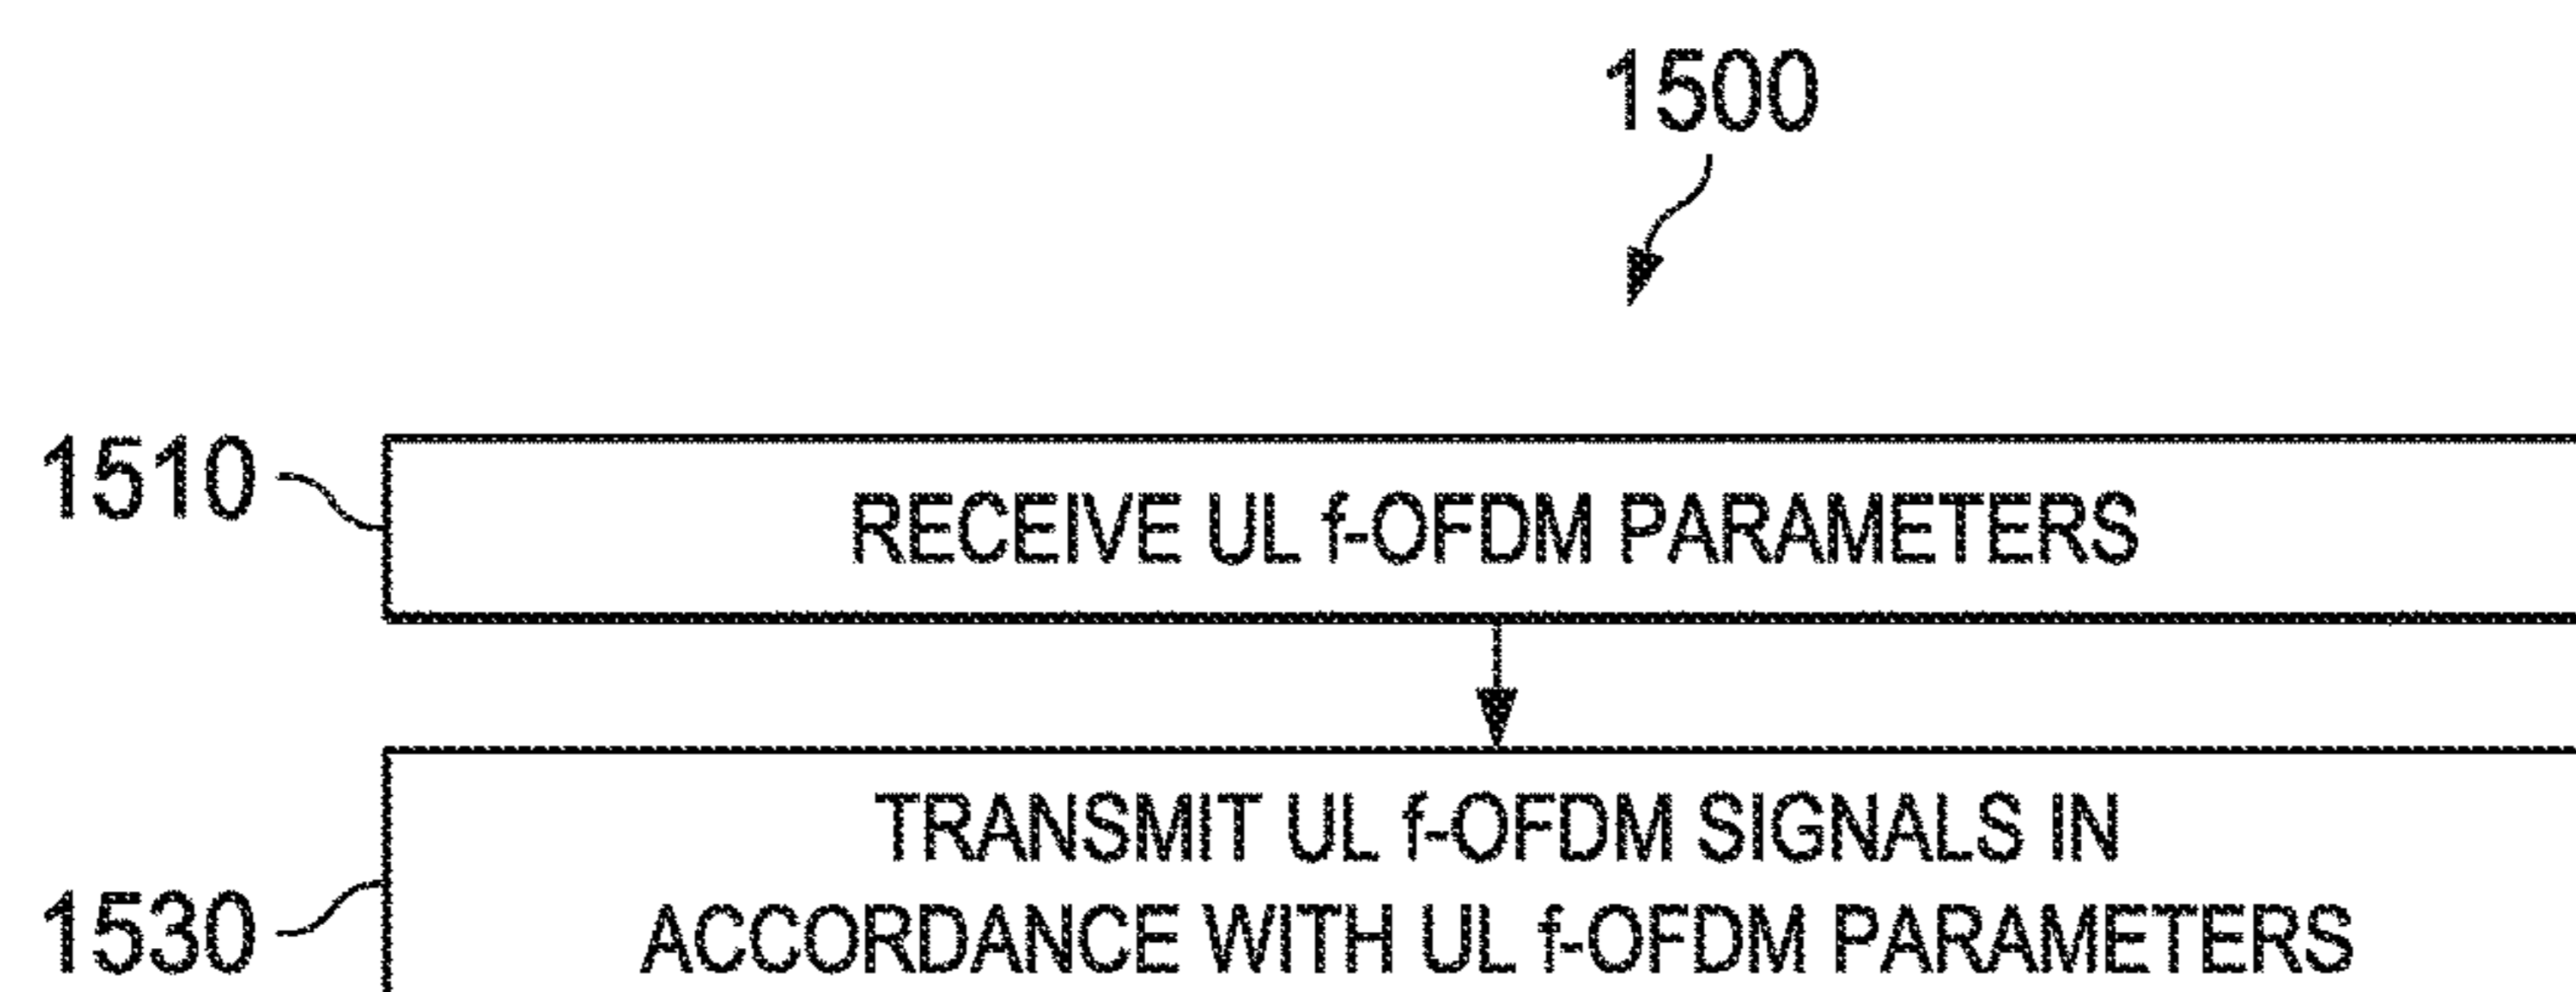 1500
1510
RECEIVE UL f-OFDM PARAMETERS
TRANSMIT UL f-OFDM SIGNALS IN
1530
ACCORDANCE WITH UL f-OFDM PARAMETERS